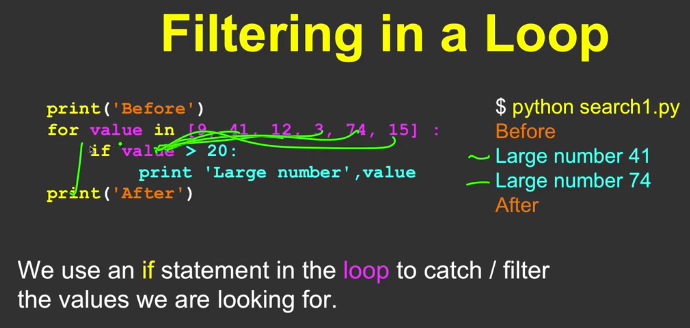 Filtering in a Loop
print('Before')
for value in [9, 41, 12, 3, 74, 15] :
if value > 20:
print 'Large number',value
print('After')
$ python search1.py
Before
Large number 41
Large number 74
After
We use an if statement in the loop to catch / filter
the values we are looking for.